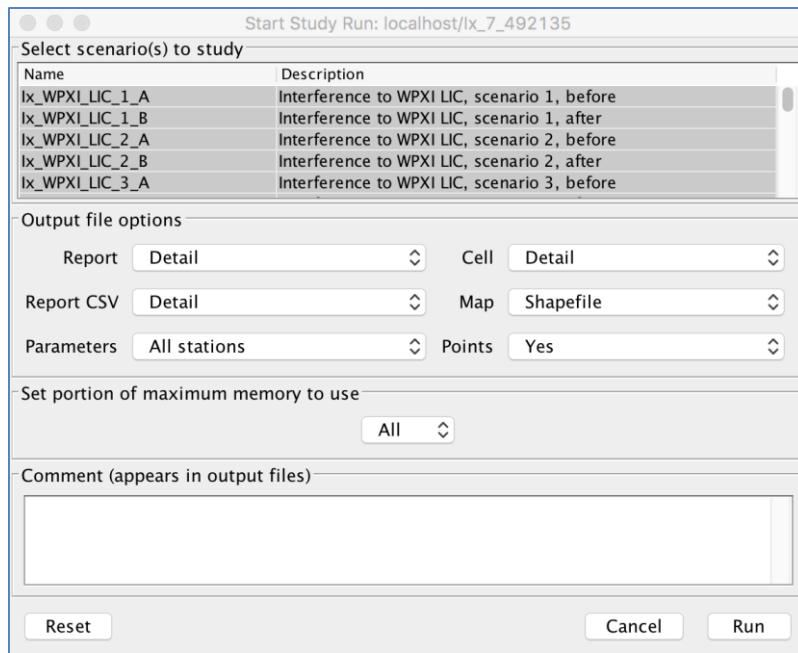 Start Study Run: localhost/Ix_7_492135
Select scenario(s) to study
Name Description
Ix_WPXI_LIC_1_A Interference to WPXI LIC, scenario 1, before
Ix_WPXI_LIC_1_B Interference to WPXI LIC, scenario 1, after
Ix_WPXI_LIC_2_A Interference to WPXI LIC, scenario 2, before
Ix_WPXI_LIC_2_B Interference to WPXI LIC, scenario 2, after
Ix_WPXI_LIC_3_A Interference to WPXI LIC, scenario 3, before
Output file options
Report Detail Cell Detail
Report CSV Detail Map Shapefile
Parameters All stations Points Yes
Set portion of maximum memory to use
All
Comment (appears in output files)
Reset Cancel Run